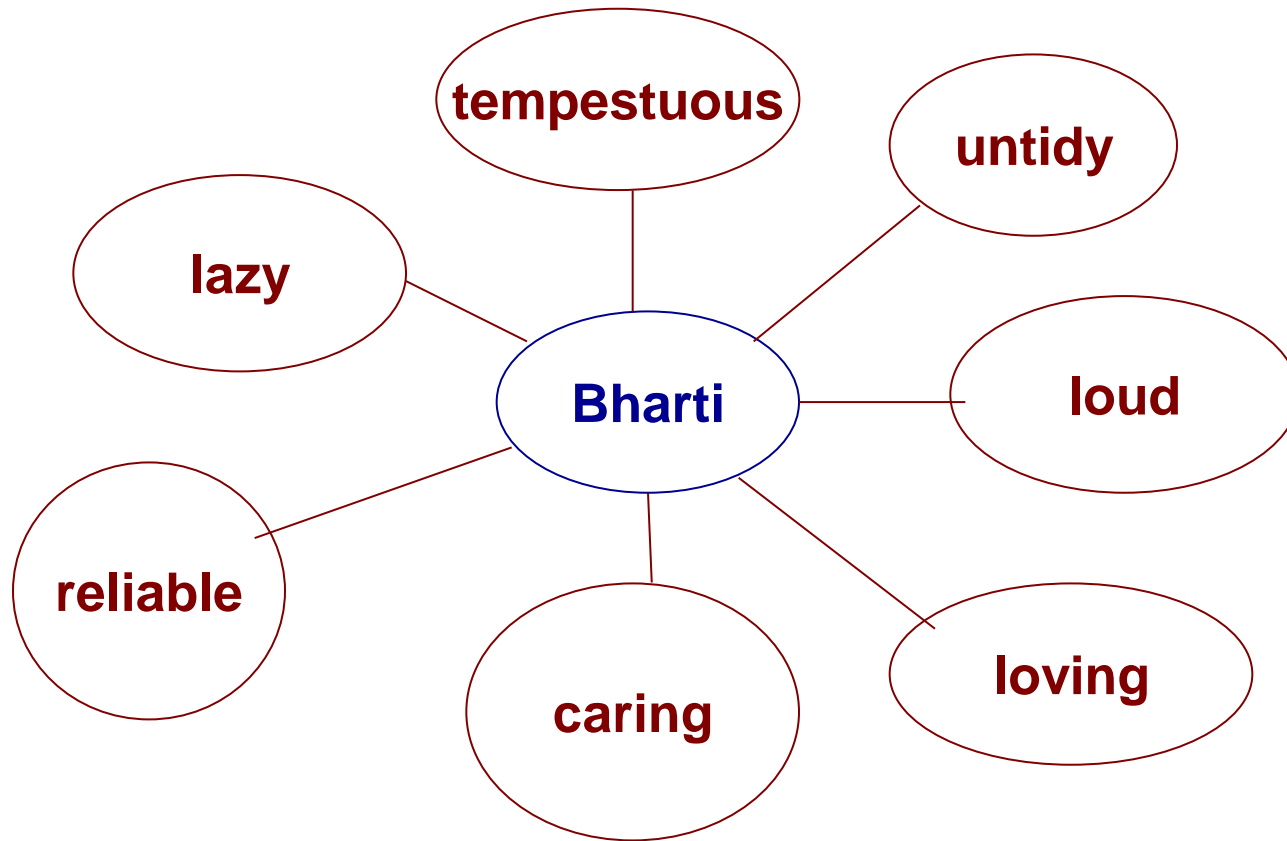 tempestuous
untidy
lazy
Bharti
loud
reliable
caring
loving